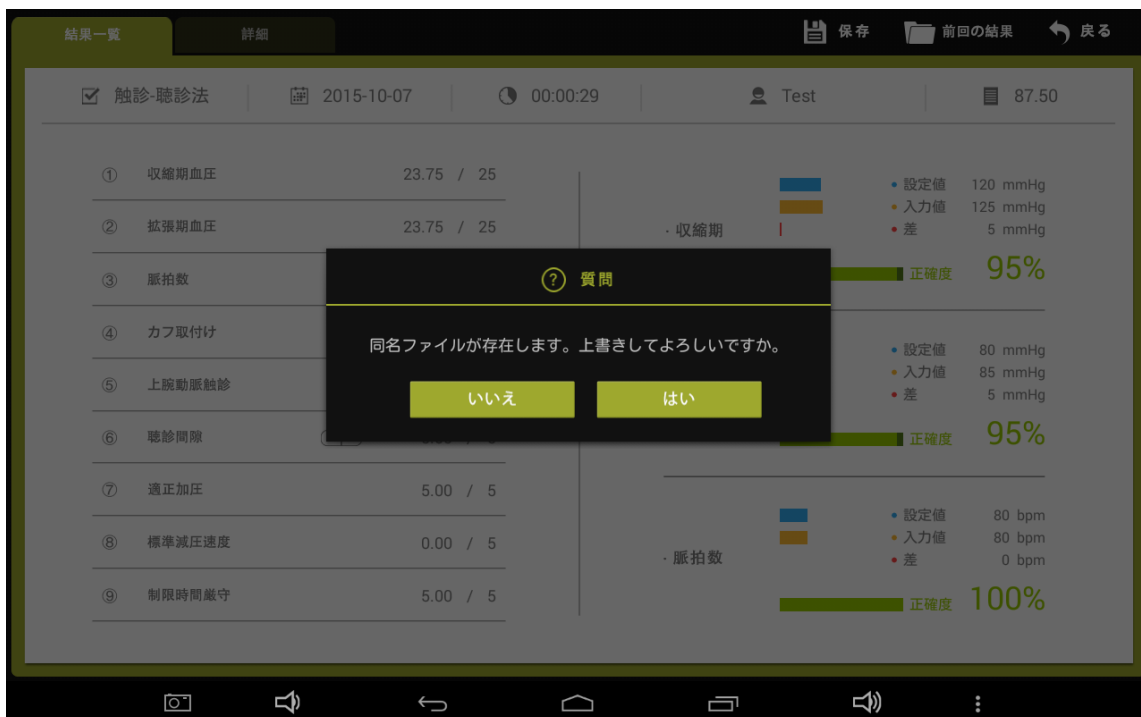 結果一覧
詳細
保存
前回の結果
戻る
触診-聴診法
2015-10-07
00:00:29
Test
87.50
① 収縮期血圧 23.75 / 25
② 拡張期血圧 23.75 / 25
③ 脈拍数
④ カフ取付け
⑤ 上腕動脈触診
⑥ 聴診間隙
⑦ 適正加圧 5.00 / 5
⑧ 標準減圧速度 0.00 / 5
⑨ 制限時間厳守 5.00 / 5
· 収縮期
• 設定値 120 mmHg
• 入力値 125 mmHg
• 差 5 mmHg
正確度 95%
• 設定値 80 mmHg
• 入力値 85 mmHg
• 差 5 mmHg
正確度 95%
· 脈拍数
• 設定値 80 bpm
• 入力値 80 bpm
• 差 0 bpm
正確度 100%
? 質問
同名ファイルが存在します。上書きしてよろしいですか。
いいえ
はい